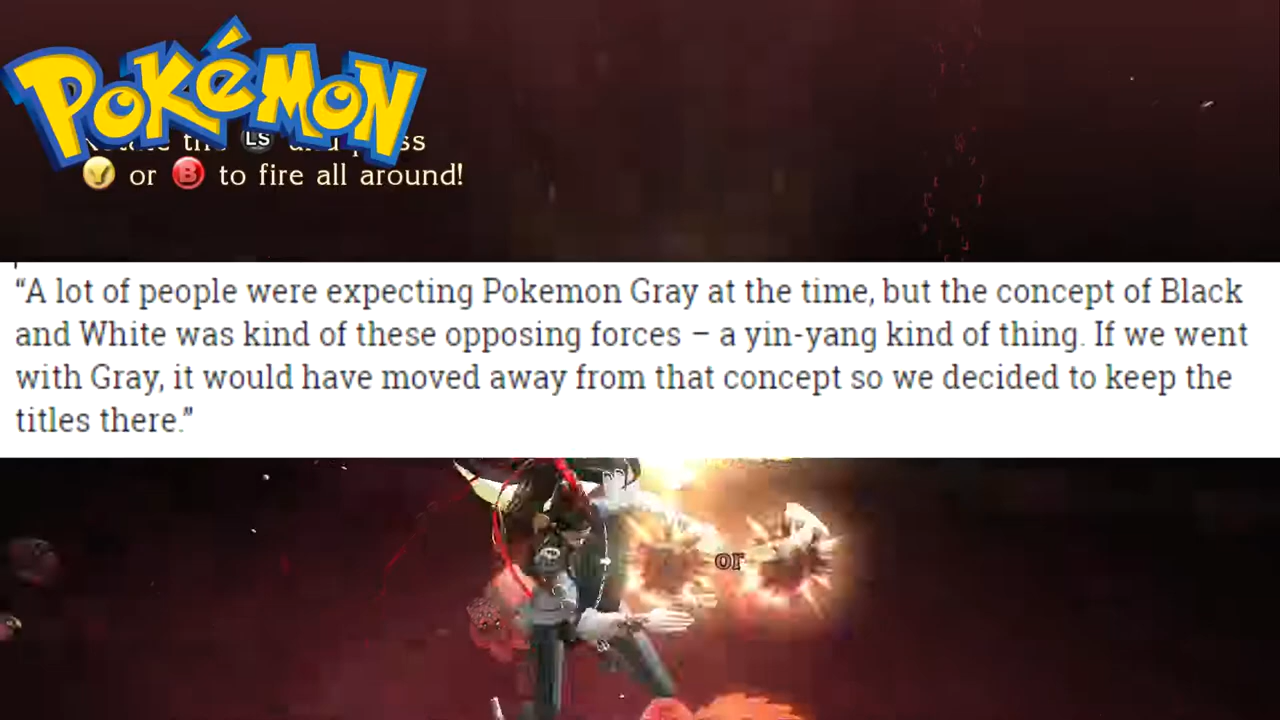 POKéMON
LS
Y or B to fire all around!
“A lot of people were expecting Pokemon Gray at the time, but the concept of Black
and White was kind of these opposing forces – a yin-yang kind of thing. If we went
with Gray, it would have moved away from that concept so we decided to keep the
titles there.”
or